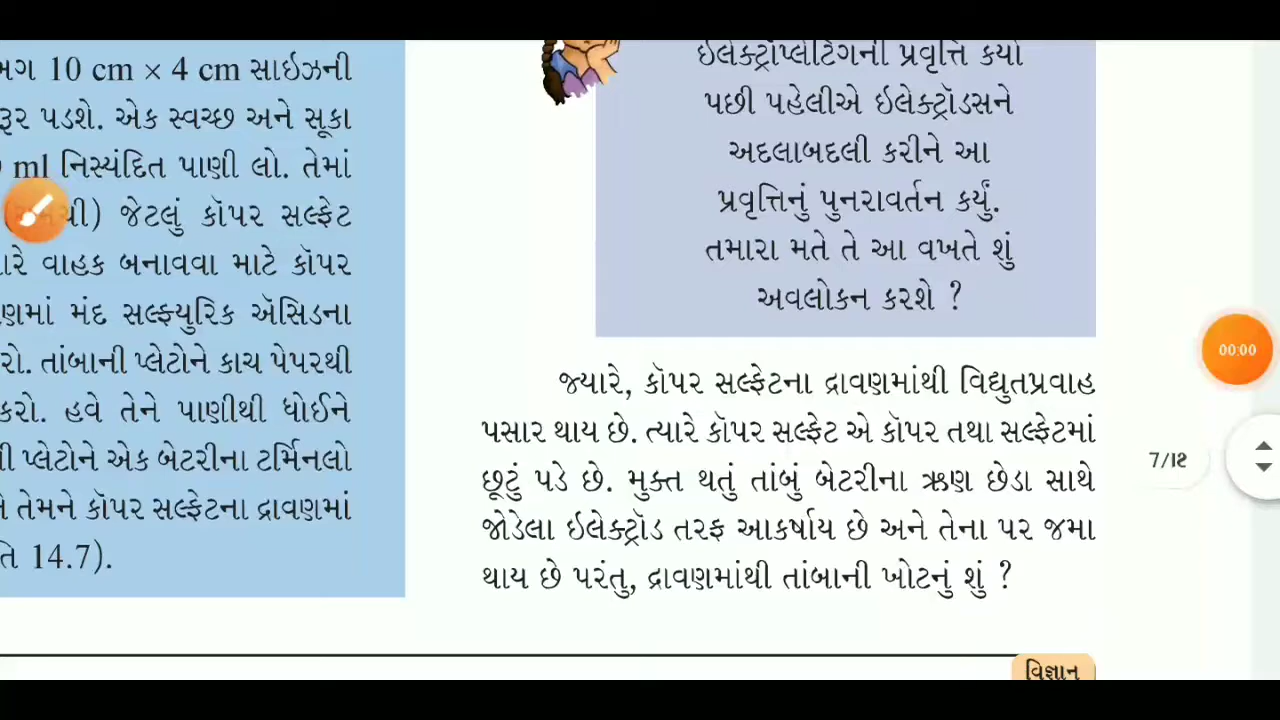 10 cm × 4 cm સાઇઝની
પડશે. એક સ્વચ્છ અને સૂકા
ml નિસ્યંદિત પાણી લો. તેમાં
જેટલું કૉપર સલ્ફેટ
વાહક બનાવવા માટે કૉપર
મંદ સલ્ફ્યુરિક ઍસિડના
તાંબાની પ્લેટોને કાચ પેપરથી
કરો. હવે તેને પાણીથી ધોઈને
પ્લેટોને એક બેટરીના ટર્મિનલો
તેમને કૉપર સલ્ફેટના દ્રાવણમાં
14.7).
ઇલેક્ટ્રોપ્લેટિંગની પ્રવૃત્તિ કર્યા
પછી પહેલીએ ઇલેક્ટ્રૉડસને
અદલાબદલી કરીને આ
પ્રવૃત્તિનું પુનરાવર્તન કર્યું.
તમારા મતે તે આ વખતે શું
અવલોકન કરશે ?
જ્યારે, કૉપર સલ્ફેટના દ્રાવણમાંથી વિદ્યુતપ્રવાહ
પસાર થાય છે. ત્યારે કૉપર સલ્ફેટ એ કૉપર તથા સલ્ફેટમાં
છૂટું પડે છે. મુક્ત થતું તાંબું બેટરીના ઋણ છેડા સાથે
જોડેલા ઇલેક્ટ્રૉડ તરફ આકર્ષાય છે અને તેના પર જમા
થાય છે પરંતુ, દ્રાવણમાંથી તાંબાની ખોટનું શું ?
00:00
7/૧૨
વિજ્ઞાન